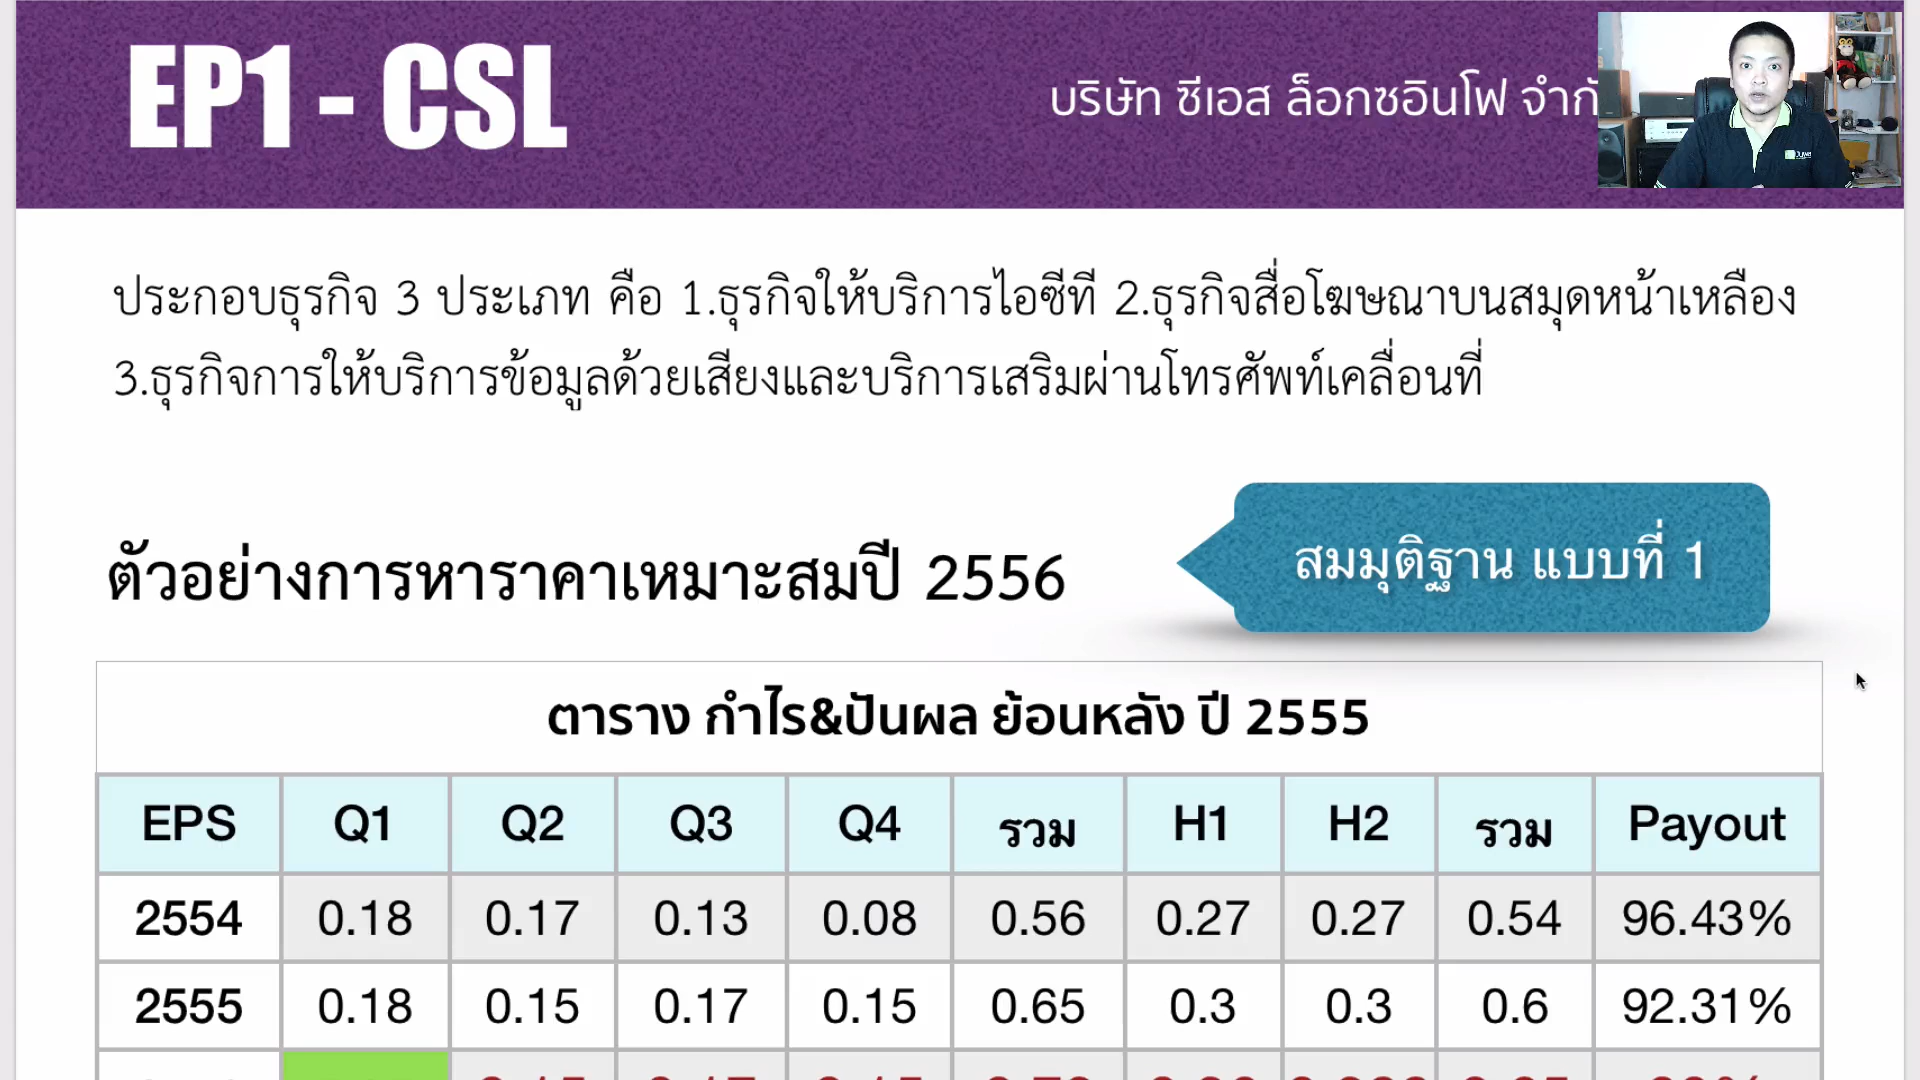 EP1 - CSL
บริษัท ซีเอส ล็อกซอินโฟ
ประกอบธุรกิจ 3 ประเภท คือ 1.ธุรกิจให้บริการไอซีที 2.ธุรกิจสื่อโฆษณาบนสมุดหน้าเหลือง
3.ธุรกิจการให้บริการข้อมูลด้วยเสียงและบริการเสริมผ่านโทรศัพท์เคลื่อนที่
ตัวอย่างการหาราคาเหมาะสมปี 2556
สมมุติฐาน แบบที่ 1
ตาราง กำไร&ปันผล ย้อนหลัง ปี 2555
EPS Q1 Q2 Q3 Q4 รวม H1 H2 รวม Payout
2554 0.18 0.17 0.13 0.08 0.56 0.27 0.27 0.54 96.43%
2555 0.18 0.15 0.17 0.15 0.65 0.3 0.3 0.6 92.31%